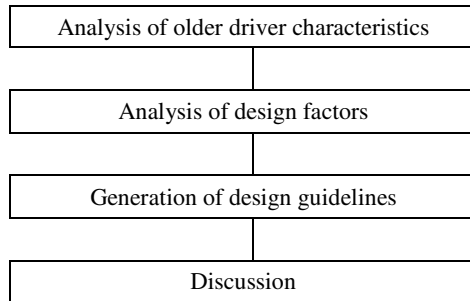 Analysis of older driver characteristics
Analysis of design factors
Generation of design guidelines
Discussion